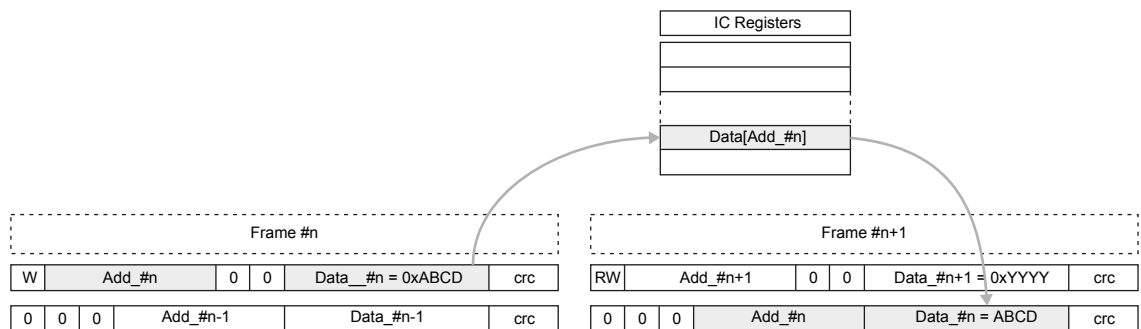 IC Registers
Data[Add_#n]
Frame #n
Frame #n+1
W Add_#n 0 0 Data__#n = 0xABCD crc
RW Add_#n+1 0 0 Data_#n+1 = 0xYYYY crc
0 0 0 Add_#n-1 Data_#n-1 crc
0 0 0 Add_#n Data_#n = ABCD crc